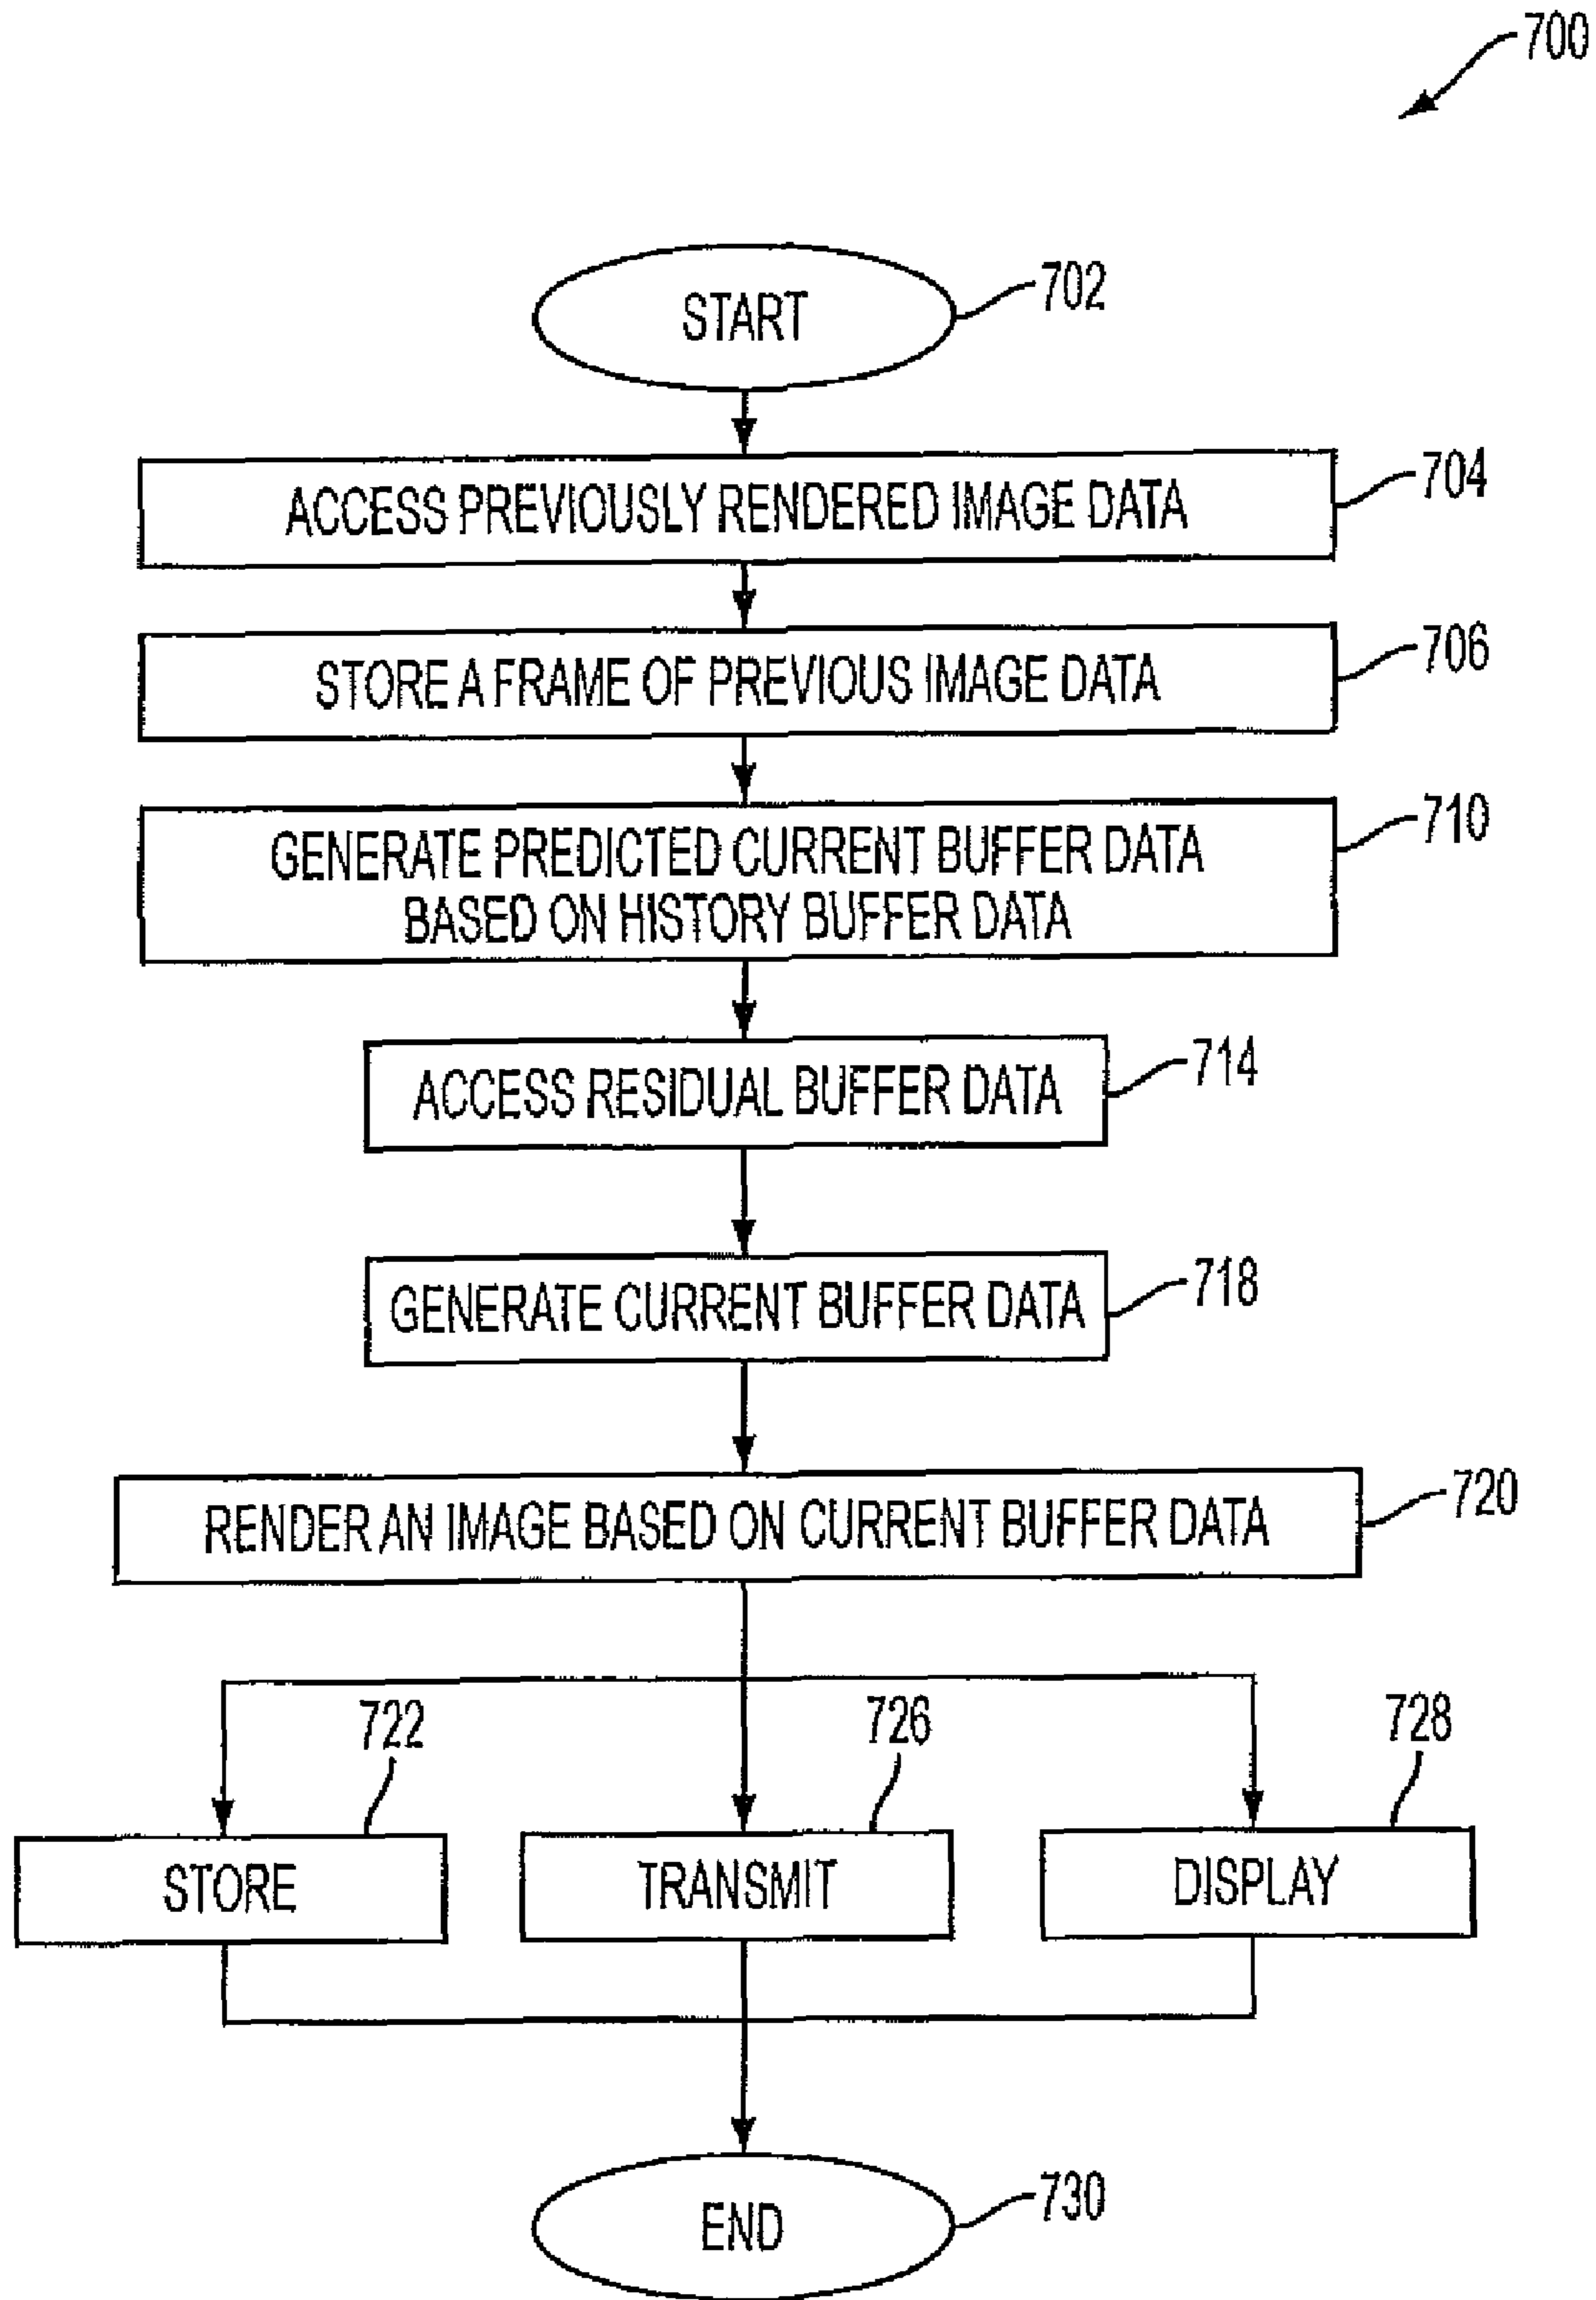 700
START
702
ACCESS PREVIOUSLY RENDERED IMAGE DATA
704
STORE A FRAME OF PREVIOUS IMAGE DATA
706
GENERATE PREDICTED CURRENT BUFFER DATA
BASED ON HISTORY BUFFER DATA
710
ACCESS RESIDUAL BUFFER DATA
714
GENERATE CURRENT BUFFER DATA
718
RENDER AN IMAGE BASED ON CURRENT BUFFER DATA
720
722
726
728
STORE
TRANSMIT
DISPLAY
END
730